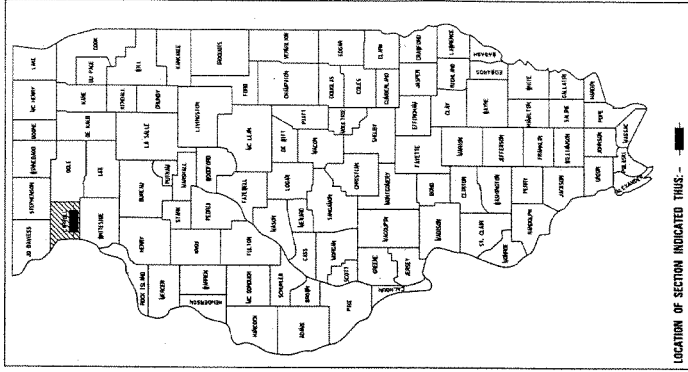 JO DAVIESS
STEPHENSON
WINNEBAGO
BOONE
MC HENRY
LAKE
OGLE
DE KALB
KANE
COOK
DU PAGE
WHITESIDE
LEE
KENDALL
WILL
ROCK ISLAND
HENRY
BUREAU
LA SALLE
GRUNDY
KANKAKEE
MERCER
STARK
PUTNAM
MARSHALL
LIVINGSTON
IROQUOIS
HENDERSON
WARREN
KNOX
PEORIA
WOODFORD
FORD
HANCOCK
MC DONOUGH
FULTON
TAZEWELL
MC LEAN
VERMILION
ADAMS
SCHUYLER
MASON
LOGAN
DE WITT
PIATT
CHAMPAIGN
BROWN
CASS
MENARD
MACON
DOUGLAS
EDGAR
PIKE
SCOTT
MORGAN
SANGAMON
CHRISTIAN
MOULTRIE
COLES
SHELBY
CUMBERLAND
CLARK
CALHOUN
GREENE
JERSEY
MACOUPIN
MONTGOMERY
FAYETTE
EFFINGHAM
JASPER
CRAWFORD
MADISON
BOND
CLAY
RICHLAND
LAWRENCE
ST. CLAIR
CLINTON
MARION
WAYNE
EDWARDS
WABASH
MONROE
WASHINGTON
JEFFERSON
RANDOLPH
PERRY
FRANKLIN
HAMILTON
WHITE
JACKSON
WILLIAMSON
SALINE
GALLATIN
UNION
JOHNSON
POPE
HARDIN
ALEXANDER
PULASKI
MASSAC
LOCATION OF SECTION INDICATED THUS: -